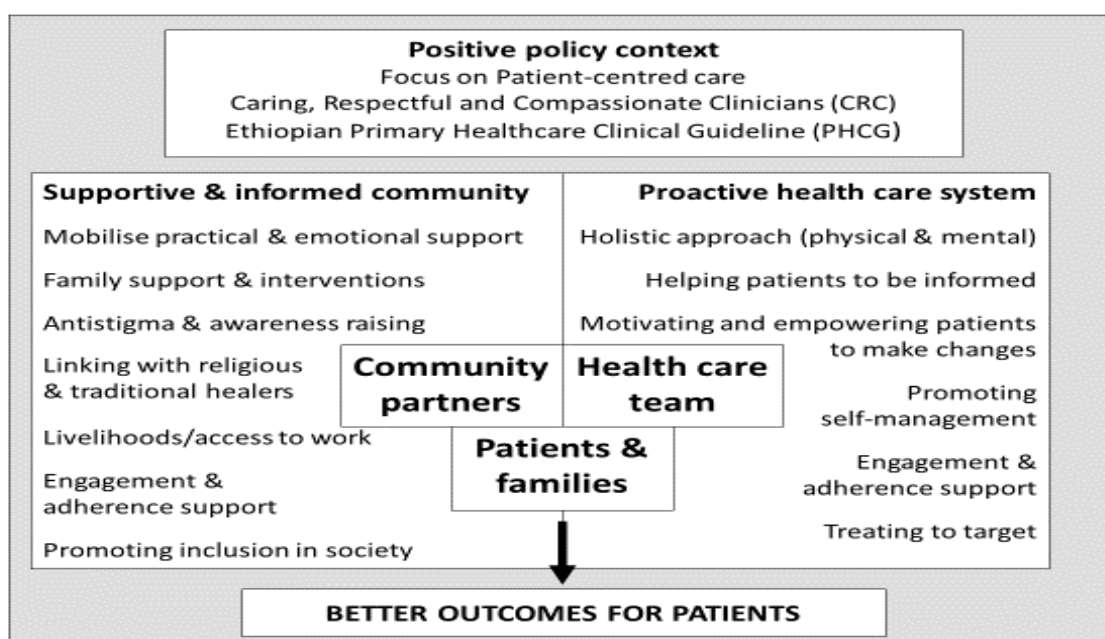 Positive policy context
Focus on Patient-centred care
Caring, Respectful and Compassionate Clinicians (CRC)
Ethiopian Primary Healthcare Clinical Guideline (PHCG)
Supportive & informed community
Mobilise practical & emotional support
Family support & interventions
Antistigma & awareness raising
Linking with religious
& traditional healers
Livelihoods/access to work
Engagement &
adherence support
Promoting inclusion in society
Proactive health care system
Holistic approach (physical & mental)
Helping patients to be informed
Motivating and empowering patients
to make changes
Promoting
self-management
Engagement &
adherence support
Treating to target
Community
partners
Health care
team
Patients &
families
BETTER OUTCOMES FOR PATIENTS